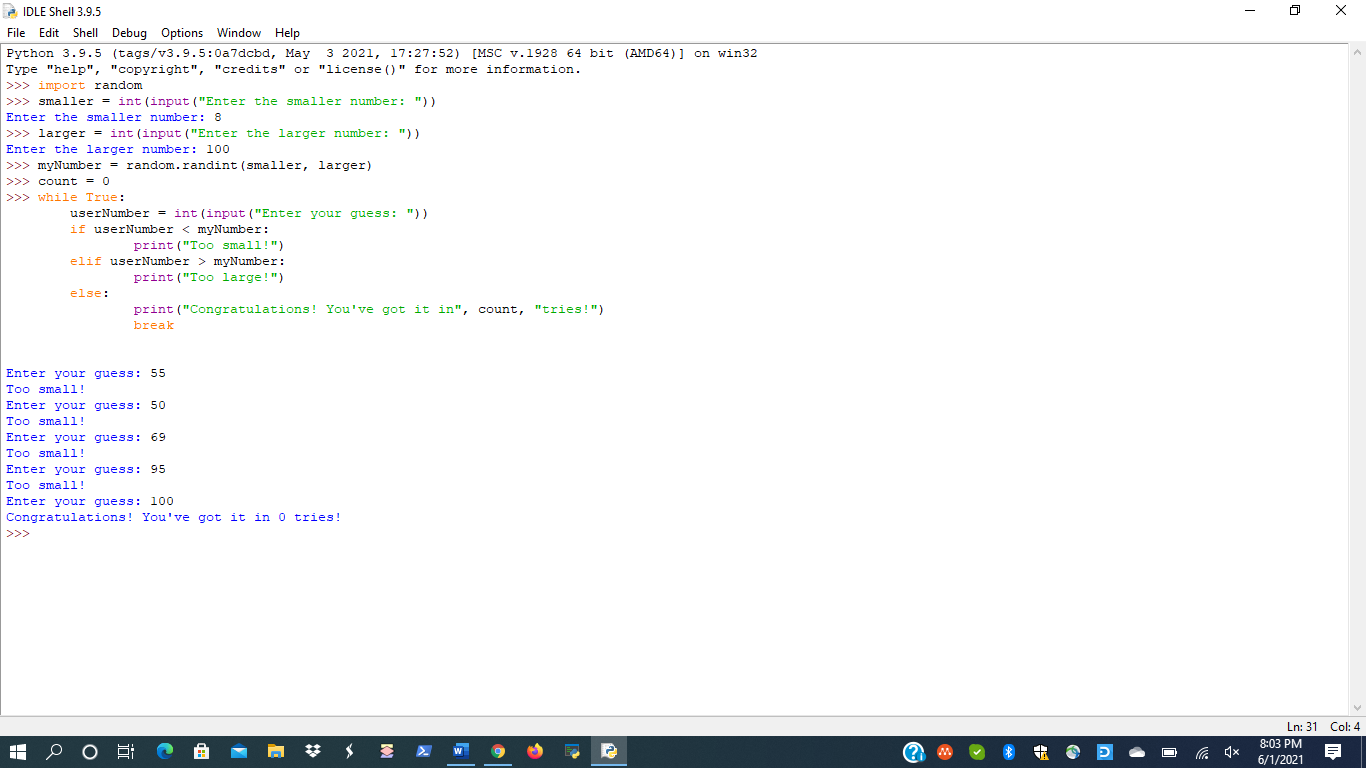 IDLE Shell 3.9.5
File Edit Shell Debug Options Window Help
Python 3.9.5 (tags/v3.9.5:0a7dcbd, May  3 2021, 17:27:52) [MSC v.1928 64 bit (AMD64)] on win32
Type "help", "copyright", "credits" or "license()" for more information.
>>> import random
>>> smaller = int(input("Enter the smaller number: "))
Enter the smaller number: 8
>>> larger = int(input("Enter the larger number: "))
Enter the larger number: 100
>>> myNumber = random.randint(smaller, larger)
>>> count = 0
>>> while True:
        userNumber = int(input("Enter your guess: "))
        if userNumber < myNumber:
                print("Too small!")
        elif userNumber > myNumber:
                print("Too large!")
        else:
                print("Congratulations! You've got it in", count, "tries!")
                break
Enter your guess: 55
Too small!
Enter your guess: 50
Too small!
Enter your guess: 69
Too small!
Enter your guess: 95
Too small!
Enter your guess: 100
Congratulations! You've got it in 0 tries!
>>>
Ln: 31 Col: 4
8:03 PM
6/1/2021